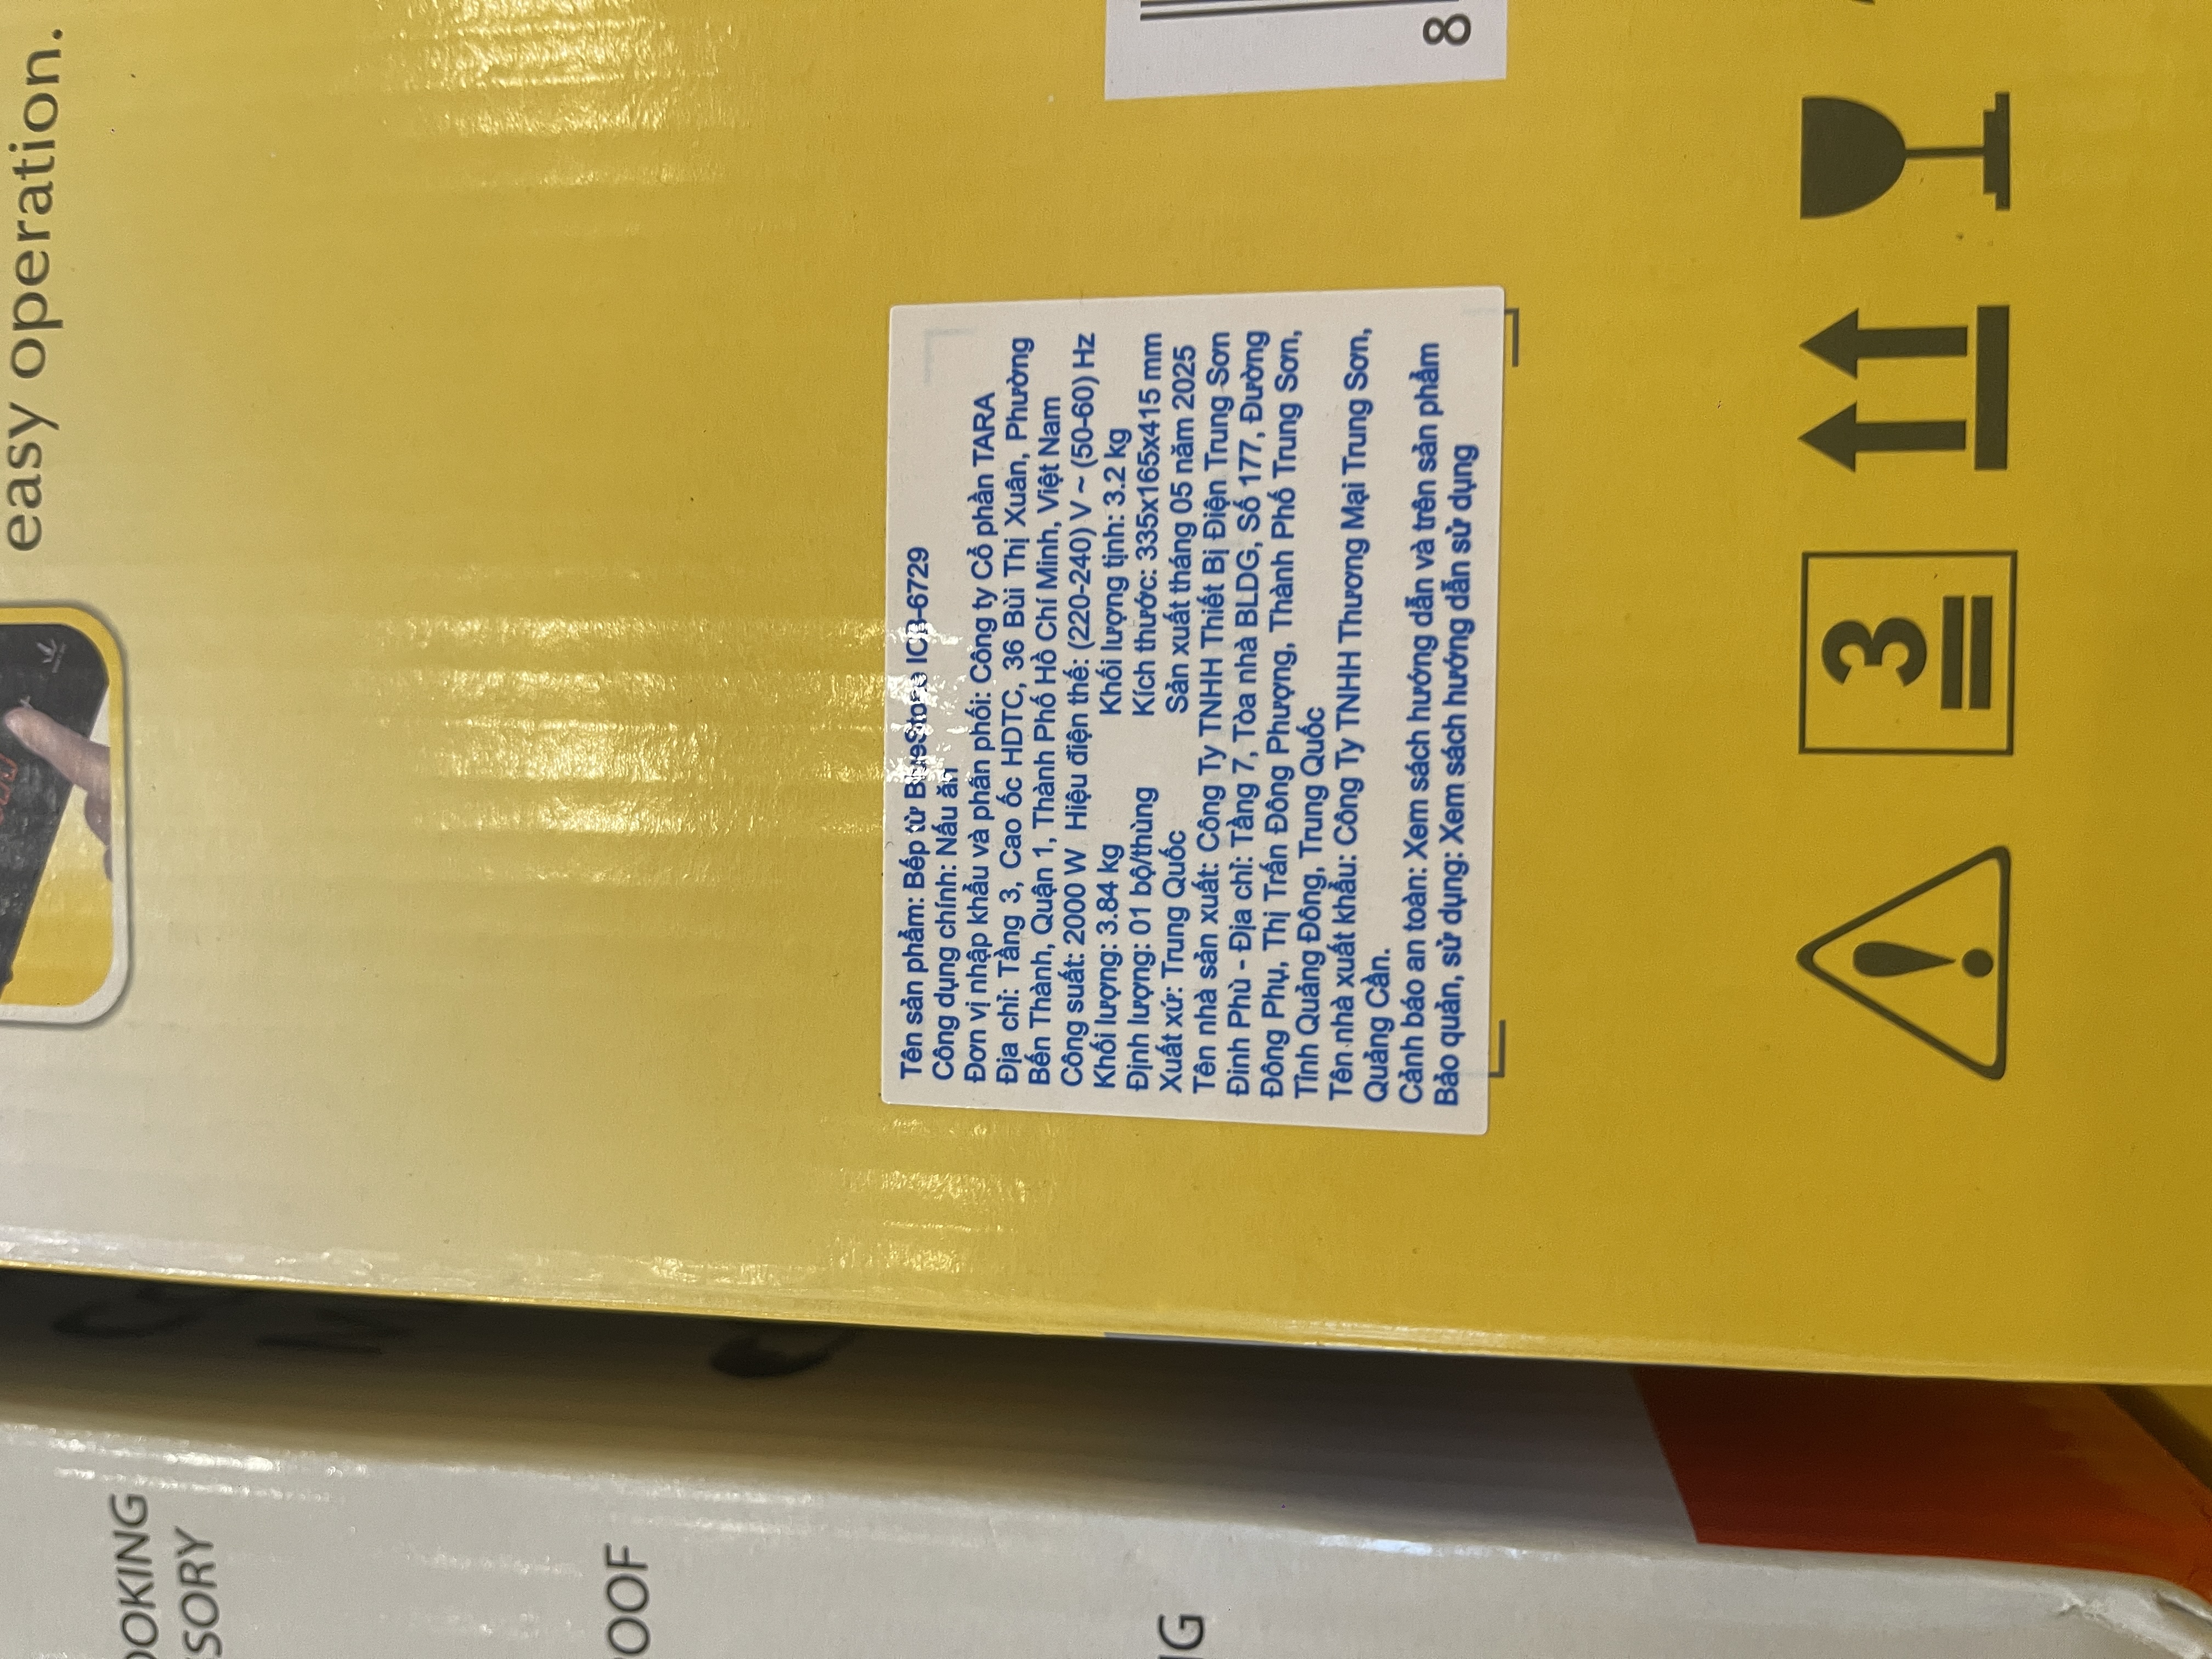 easy operation.
OOKING
SSORY
OOF
G
Tên sản phẩm: Bếp từ BlueStone ICB-6729
Công dụng chính: Nấu ăn
Đơn vị nhập khẩu và phân phối: Công ty Cổ phần TARA
Địa chỉ: Tầng 3, Cao ốc HDTC, 36 Bùi Thị Xuân, Phường
Bến Thành, Quận 1, Thành Phố Hồ Chí Minh, Việt Nam
Công suất: 2000 W Hiệu điện thế: (220-240) V ~ (50-60) Hz
Khối lượng: 3.84 kg Khối lượng tịnh: 3.2 kg
Định lượng: 01 bộ/thùng Kích thước: 335x165x415 mm
Xuất xứ: Trung Quốc Sản xuất tháng 05 năm 2025
Tên nhà sản xuất: Công Ty TNHH Thiết Bị Điện Trung Sơn
Đinh Phù - Địa chỉ: Tầng 7, Tòa nhà BLDG, Số 177, Đường
Đông Phụ, Thị Trấn Đông Phượng, Thành Phố Trung Sơn,
Tỉnh Quảng Đông, Trung Quốc
Tên nhà xuất khẩu: Công Ty TNHH Thương Mại Trung Sơn,
Quảng Cần.
Cảnh báo an toàn: Xem sách hướng dẫn và trên sản phẩm
Bảo quản, sử dụng: Xem sách hướng dẫn sử dụng
8
3